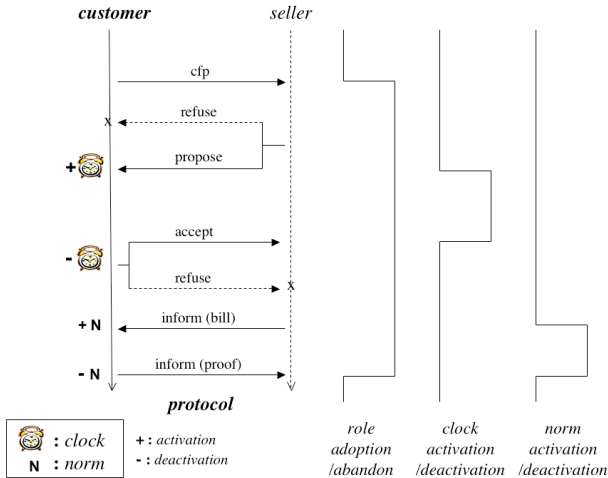 customer
seller
cfp
x
refuse
propose
+
accept
-
refuse
x
+ N
inform (bill)
- N
inform (proof)
protocol
: clock
N : norm
+ : activation
- : deactivation
role
adoption
/abandon
clock
activation
/deactivation
norm
activation
/deactivation